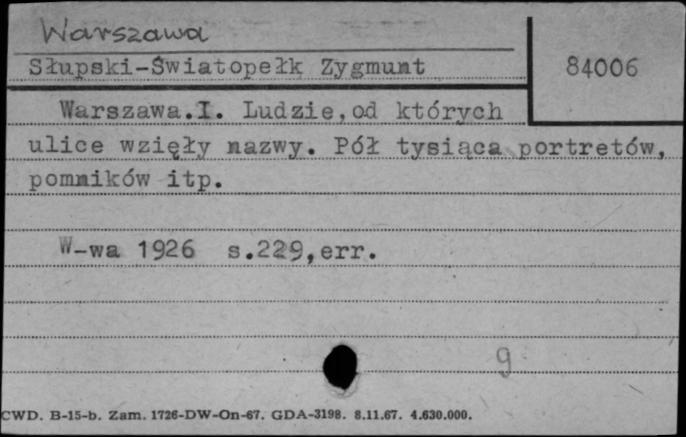 Warszawa
Słupski-Światopełk Zygmunt
84006
Warszawa.I. Ludzie,od których
ulice wzięły nazwy. Pół tysiąca portretów,
pomników itp.
W-wa 1926 s.229,err.
9
CWD. B-15-b. Zam. 1726-DW-On-67. GDA-3198. 8.11.67. 4.630.000.